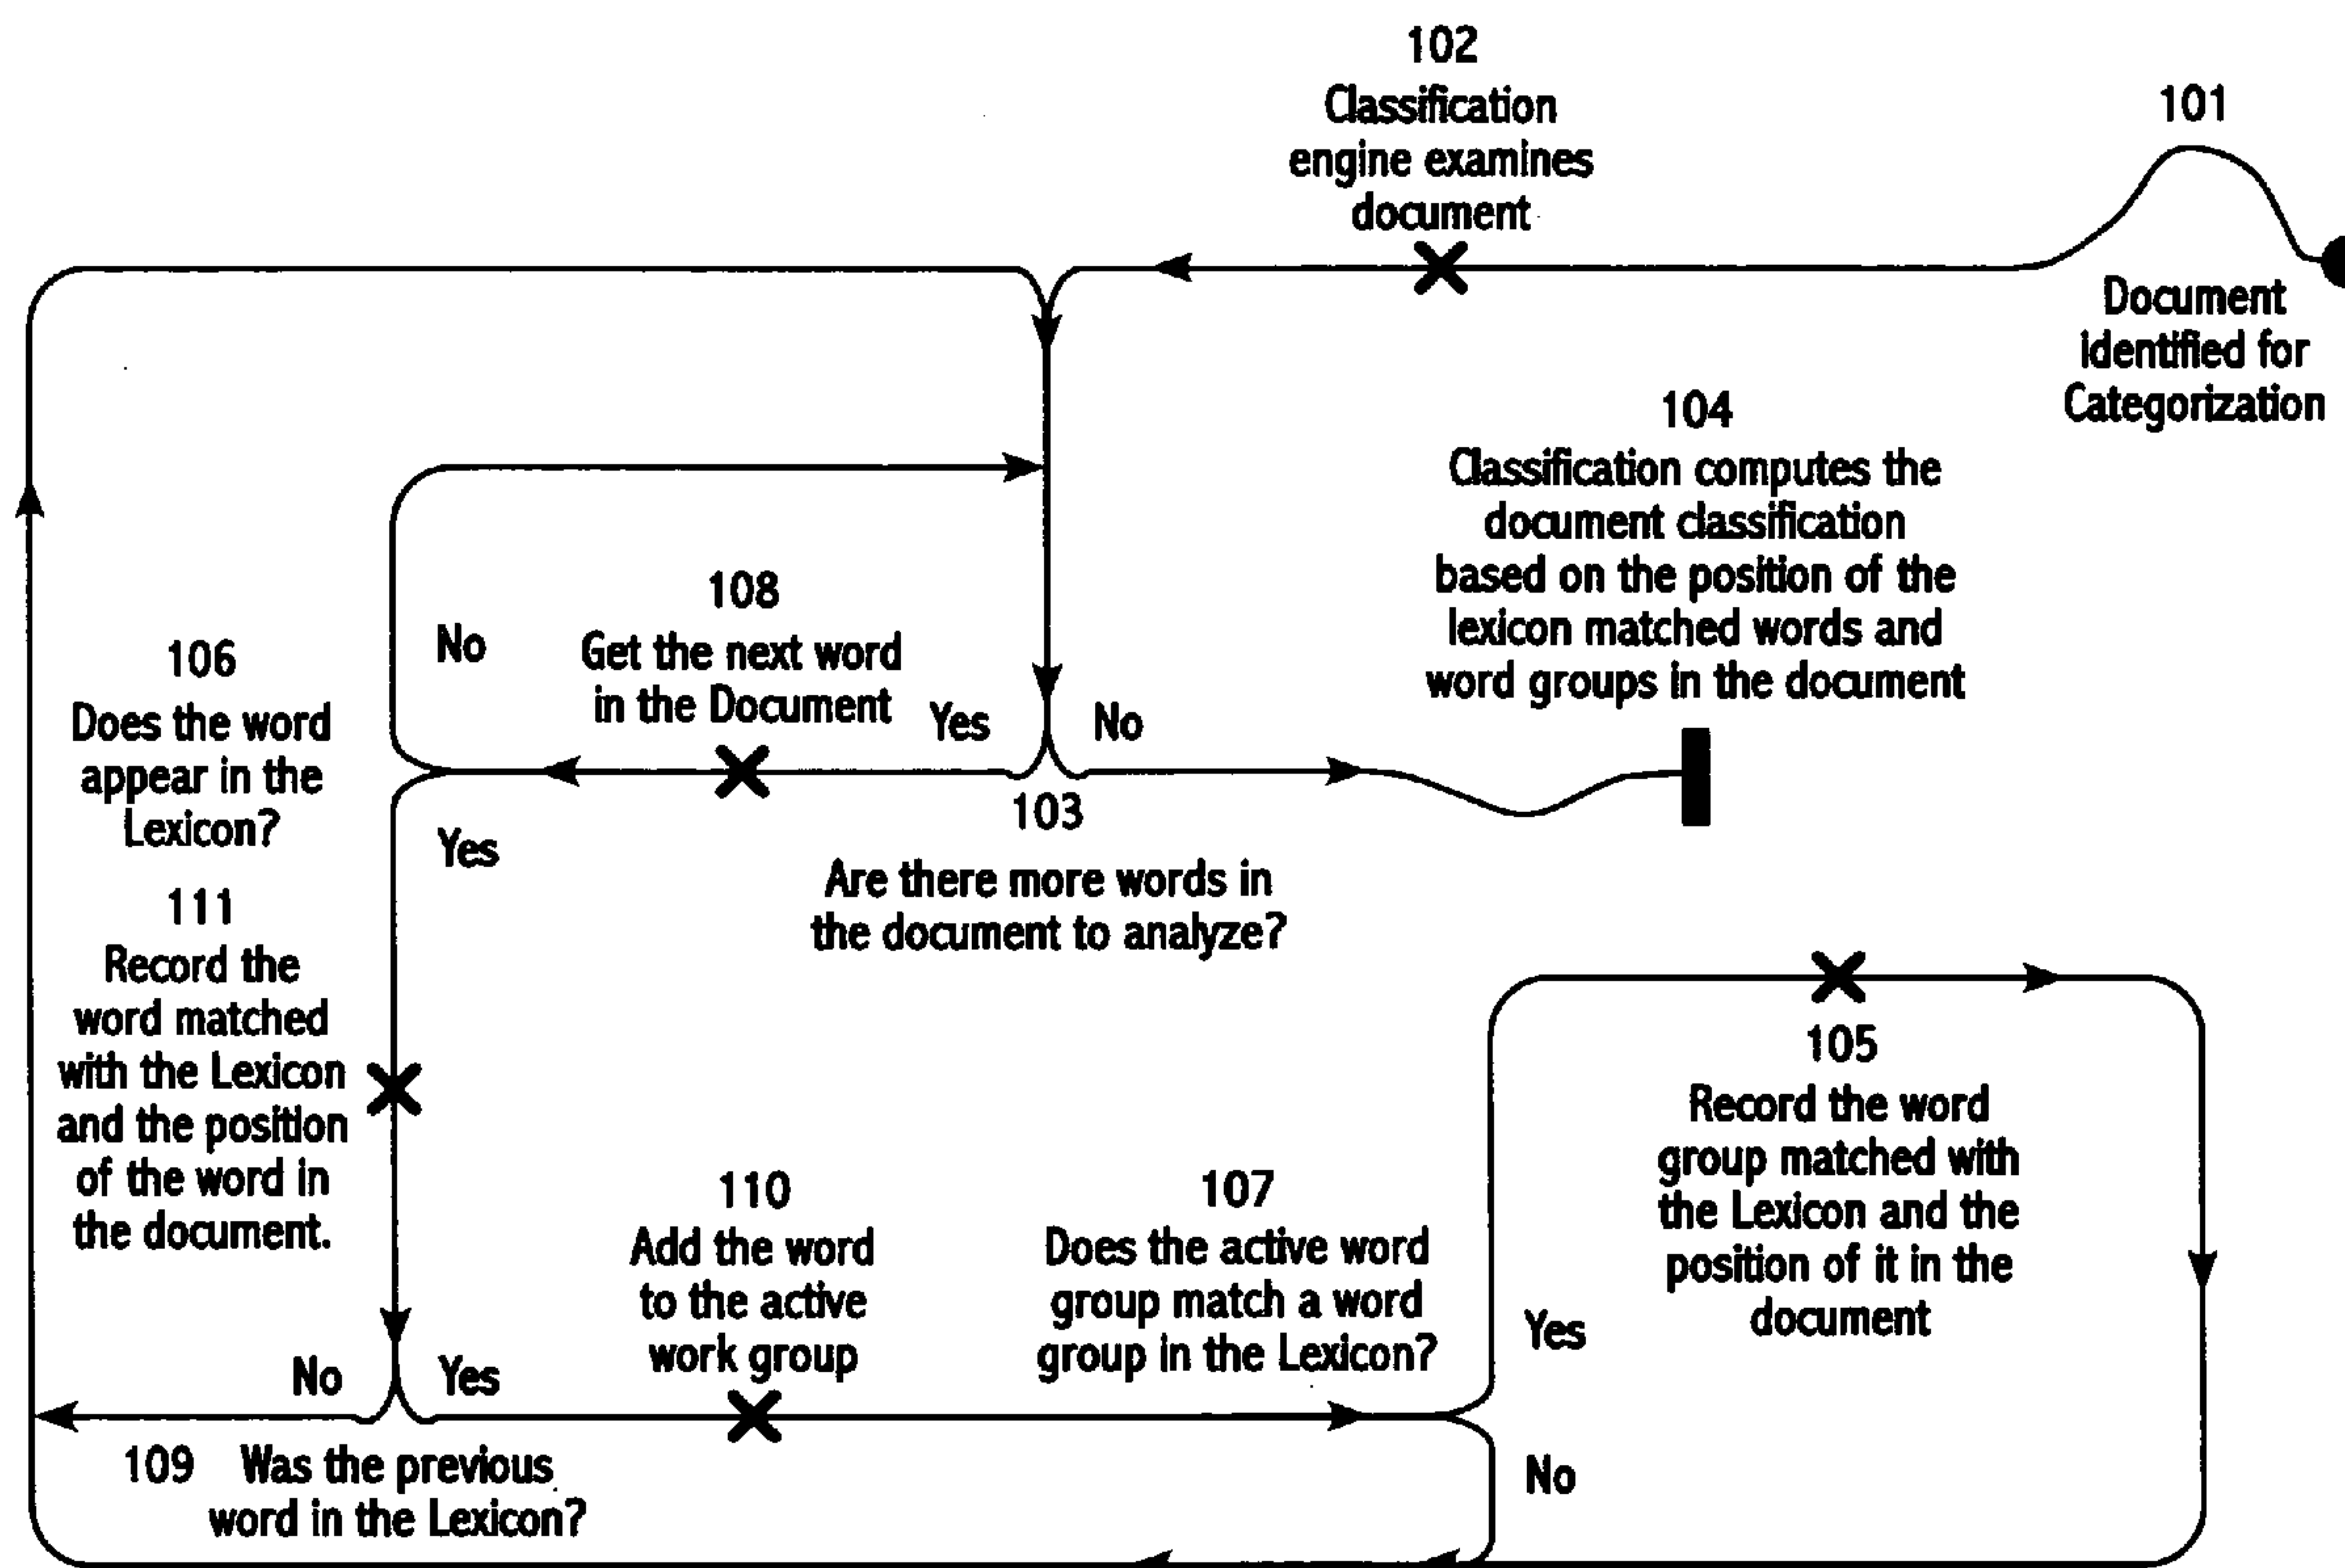 102
Classification
engine examines
document
101
Document
identified for
Categorization
104
Classification computes the
document classification
based on the position of the
lexicon matched words and
word groups in the document
108
Get the next word
in the Document
No
Yes
No
106
Does the word
appear in the
Lexicon?
Yes
103
Are there more words in
the document to analyze?
111
Record the
word matched
with the Lexicon
and the position
of the word in
the document.
105
Record the word
group matched with
the Lexicon and the
position of it in the
document
110
Add the word
to the active
work group
107
Does the active word
group match a word
group in the Lexicon?
Yes
No
No
Yes
109 Was the previous
word in the Lexicon?